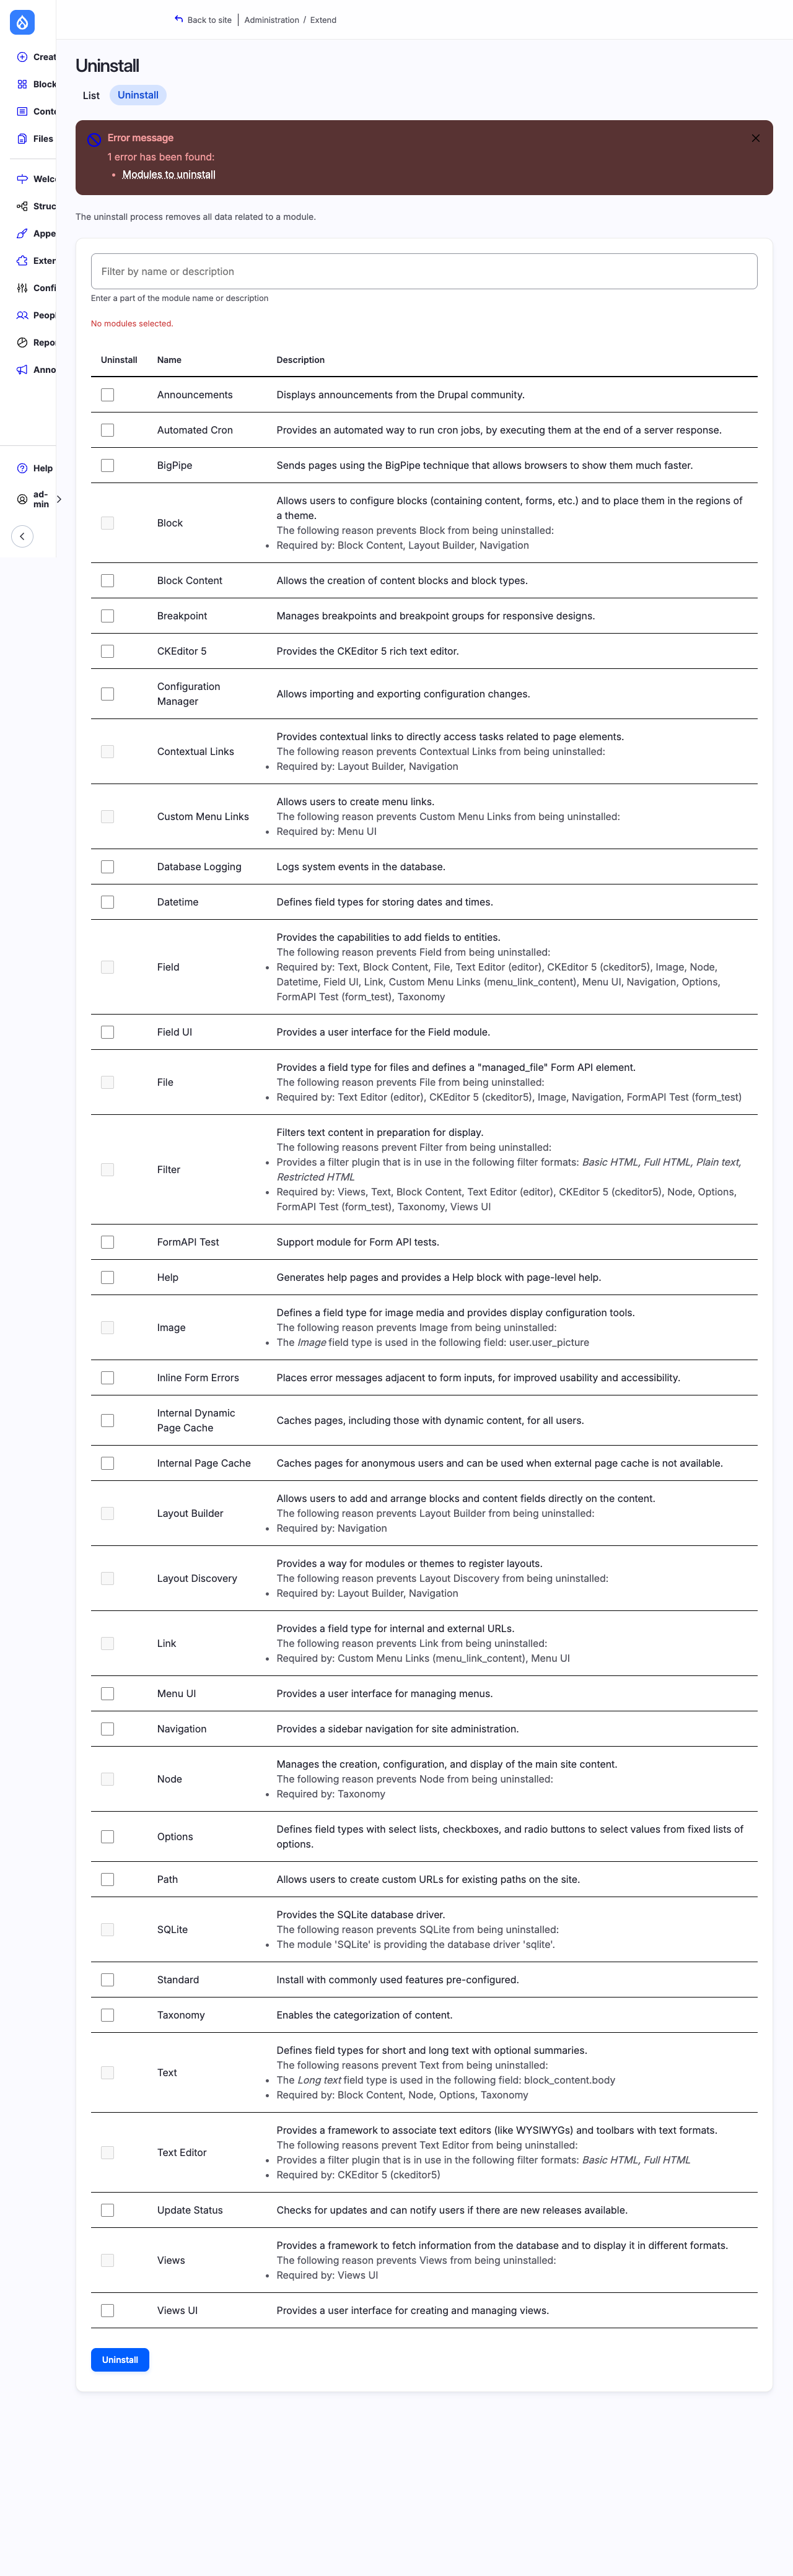 Back to site
Administration / Extend
Creat
Block
Conte
Files
Welco
Struc
Appe
Exter
Confi
Peopl
Repo
Anno
Help
ad-
min
Uninstall
List
Uninstall
Error message
1 error has been found:
Modules to uninstall
The uninstall process removes all data related to a module.
Filter by name or description
Enter a part of the module name or description
No modules selected.
Uninstall Name Description
Announcements Displays announcements from the Drupal community.
Automated Cron Provides an automated way to run cron jobs, by executing them at the end of a server response.
BigPipe Sends pages using the BigPipe technique that allows browsers to show them much faster.
Block
Allows users to configure blocks (containing content, forms, etc.) and to place them in the regions of
a theme.
The following reason prevents Block from being uninstalled:
• Required by: Block Content, Layout Builder, Navigation
Block Content Allows the creation of content blocks and block types.
Breakpoint Manages breakpoints and breakpoint groups for responsive designs.
CKEditor 5 Provides the CKEditor 5 rich text editor.
Configuration
Manager
Allows importing and exporting configuration changes.
Contextual Links
Provides contextual links to directly access tasks related to page elements.
The following reason prevents Contextual Links from being uninstalled:
• Required by: Layout Builder, Navigation
Custom Menu Links
Allows users to create menu links.
The following reason prevents Custom Menu Links from being uninstalled:
• Required by: Menu UI
Database Logging Logs system events in the database.
Datetime Defines field types for storing dates and times.
Field
Provides the capabilities to add fields to entities.
The following reason prevents Field from being uninstalled:
• Required by: Text, Block Content, File, Text Editor (editor), CKEditor 5 (ckeditor5), Image, Node,
Datetime, Field UI, Link, Custom Menu Links (menu_link_content), Menu UI, Navigation, Options,
FormAPI Test (form_test), Taxonomy
Field UI Provides a user interface for the Field module.
File
Provides a field type for files and defines a "managed_file" Form API element.
The following reason prevents File from being uninstalled:
• Required by: Text Editor (editor), CKEditor 5 (ckeditor5), Image, Navigation, FormAPI Test (form_test)
Filter
Filters text content in preparation for display.
The following reasons prevent Filter from being uninstalled:
• Provides a filter plugin that is in use in the following filter formats: Basic HTML, Full HTML, Plain text,
Restricted HTML
• Required by: Views, Text, Block Content, Text Editor (editor), CKEditor 5 (ckeditor5), Node, Options,
FormAPI Test (form_test), Taxonomy, Views UI
FormAPI Test Support module for Form API tests.
Help Generates help pages and provides a Help block with page-level help.
Image
Defines a field type for image media and provides display configuration tools.
The following reason prevents Image from being uninstalled:
• The Image field type is used in the following field: user.user_picture
Inline Form Errors Places error messages adjacent to form inputs, for improved usability and accessibility.
Internal Dynamic
Page Cache
Caches pages, including those with dynamic content, for all users.
Internal Page Cache Caches pages for anonymous users and can be used when external page cache is not available.
Layout Builder
Allows users to add and arrange blocks and content fields directly on the content.
The following reason prevents Layout Builder from being uninstalled:
• Required by: Navigation
Layout Discovery
Provides a way for modules or themes to register layouts.
The following reason prevents Layout Discovery from being uninstalled:
• Required by: Layout Builder, Navigation
Link
Provides a field type for internal and external URLs.
The following reason prevents Link from being uninstalled:
• Required by: Custom Menu Links (menu_link_content), Menu UI
Menu UI Provides a user interface for managing menus.
Navigation Provides a sidebar navigation for site administration.
Node
Manages the creation, configuration, and display of the main site content.
The following reason prevents Node from being uninstalled:
• Required by: Taxonomy
Options
Defines field types with select lists, checkboxes, and radio buttons to select values from fixed lists of
options.
Path Allows users to create custom URLs for existing paths on the site.
SQLite
Provides the SQLite database driver.
The following reason prevents SQLite from being uninstalled:
• The module 'SQLite' is providing the database driver 'sqlite'.
Standard Install with commonly used features pre-configured.
Taxonomy Enables the categorization of content.
Text
Defines field types for short and long text with optional summaries.
The following reasons prevent Text from being uninstalled:
• The Long text field type is used in the following field: block_content.body
• Required by: Block Content, Node, Options, Taxonomy
Text Editor
Provides a framework to associate text editors (like WYSIWYGs) and toolbars with text formats.
The following reasons prevent Text Editor from being uninstalled:
• Provides a filter plugin that is in use in the following filter formats: Basic HTML, Full HTML
• Required by: CKEditor 5 (ckeditor5)
Update Status Checks for updates and can notify users if there are new releases available.
Views
Provides a framework to fetch information from the database and to display it in different formats.
The following reason prevents Views from being uninstalled:
• Required by: Views UI
Views UI Provides a user interface for creating and managing views.
Uninstall